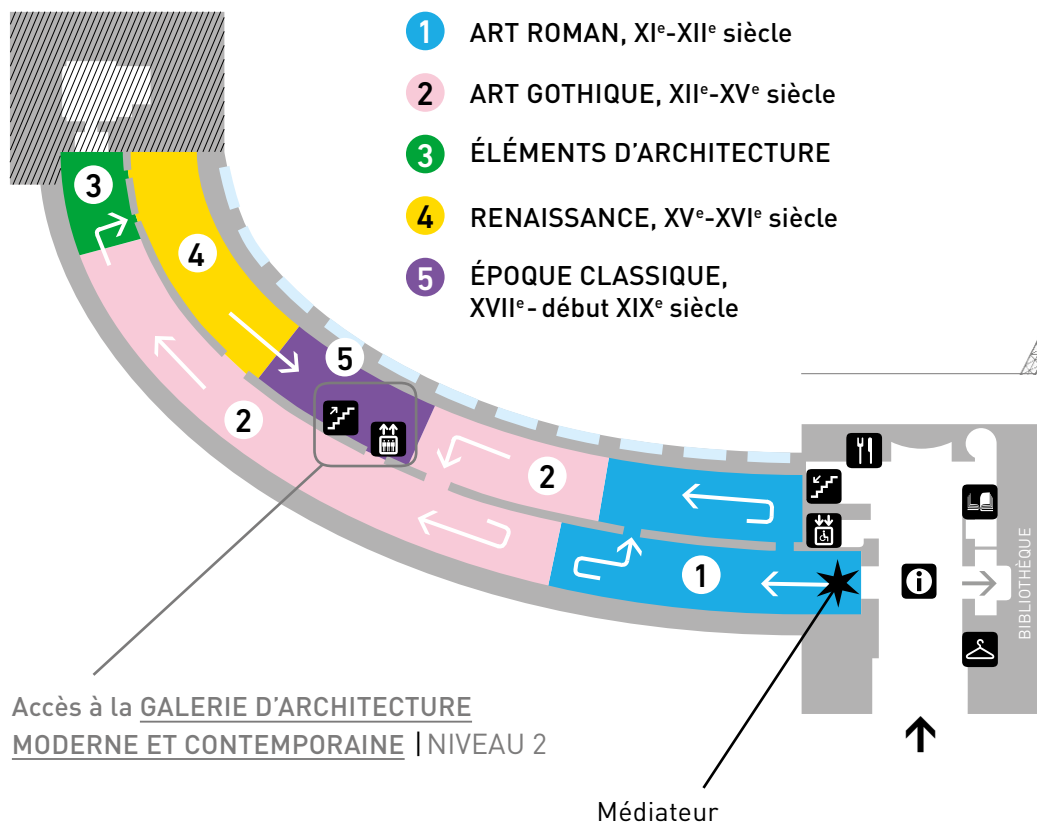 1 ART ROMAN, XIe-XIIe siècle
2 ART GOTHIQUE, XIIe-XVe siècle
3 ÉLÉMENTS D'ARCHITECTURE
4 RENAISSANCE, XVe-XVIe siècle
5 ÉPOQUE CLASSIQUE,
XVIIe - début XIXe siècle
3
4
5
2
2
1
i
BIBLIOTHÈQUE
Accès à la GALERIE D'ARCHITECTURE
MODERNE ET CONTEMPORAINE | NIVEAU 2
Médiateur